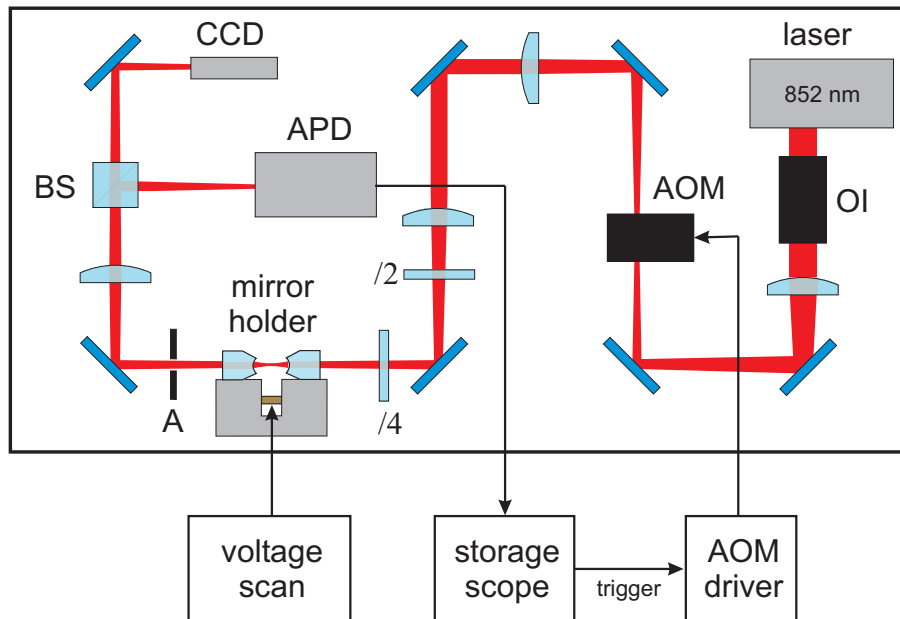 CCD
laser
852 nm
APD
BS
AOM
OI
/2
mirror
holder
A
/4
voltage
scan
storage
scope
trigger
AOM
driver